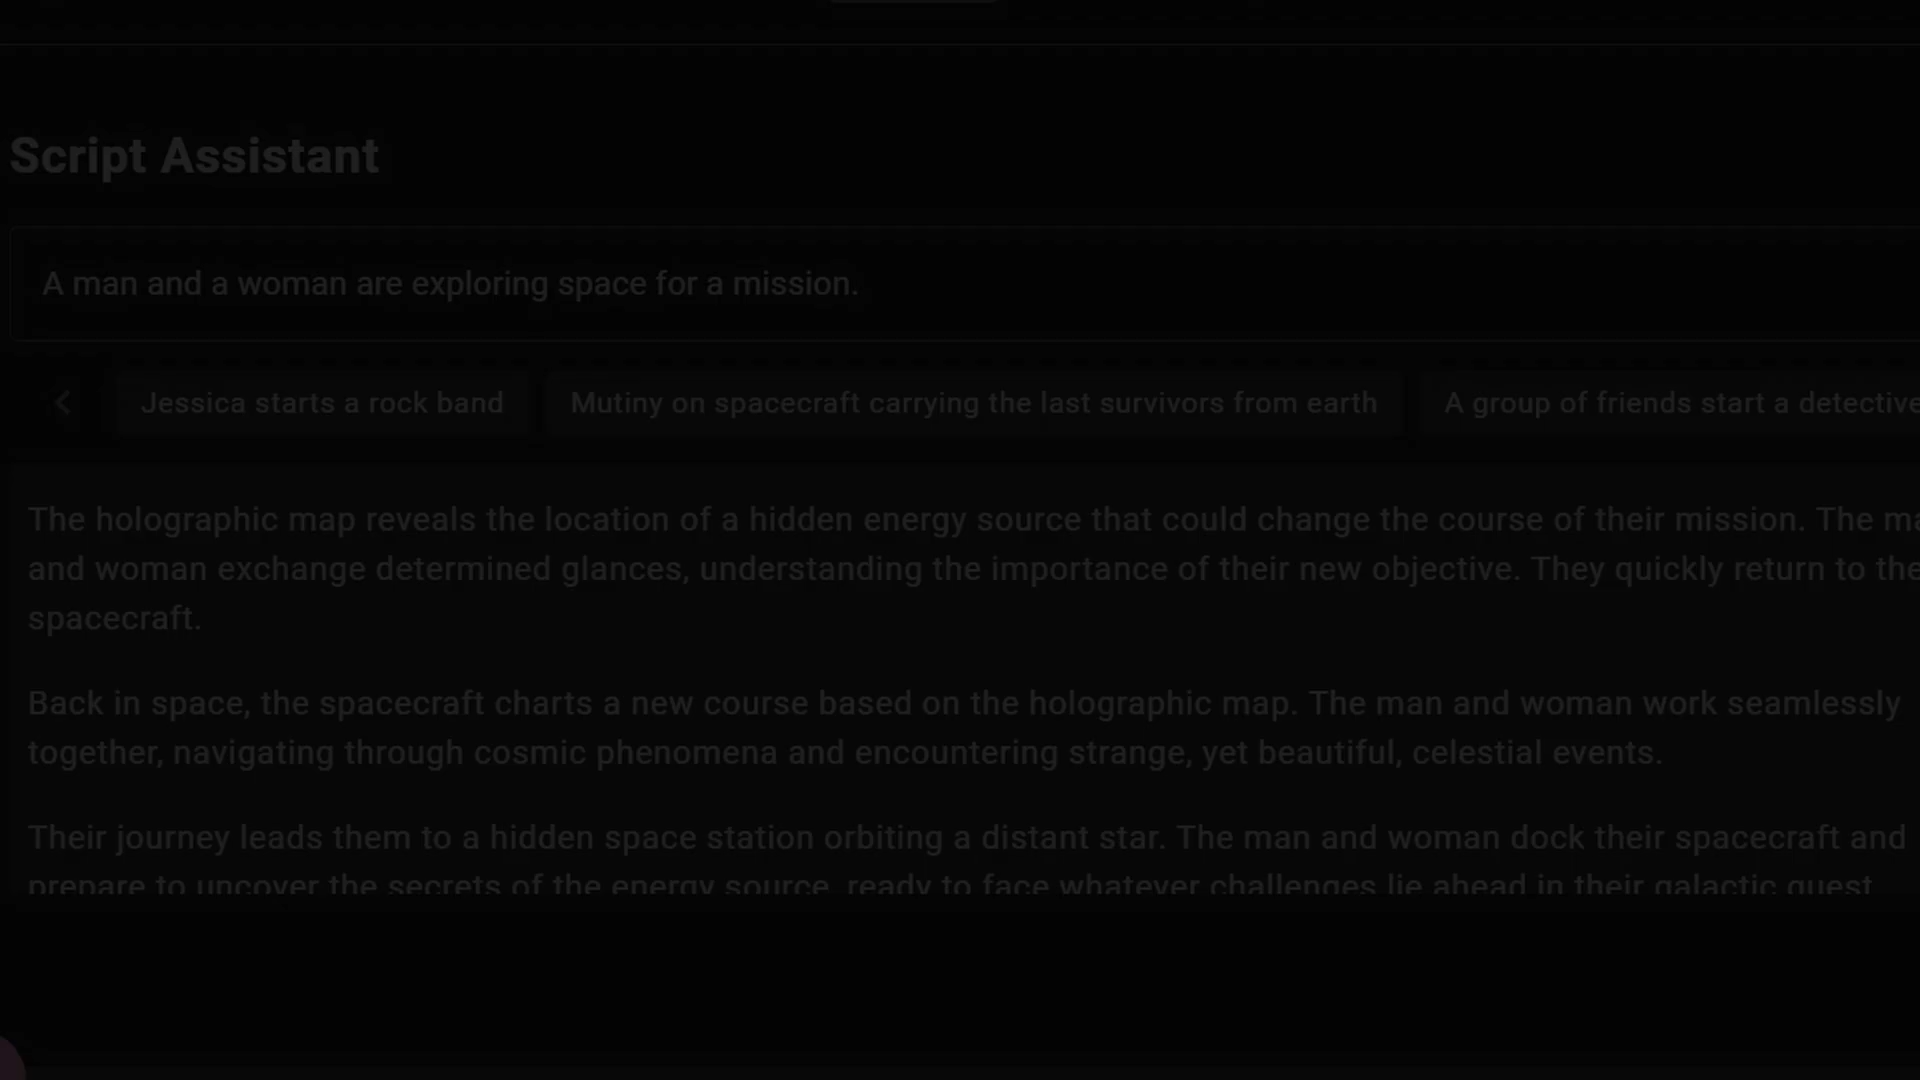 Script Assistant
A man and a woman are exploring space for a mission.
Jessica starts a rock band
Mutiny on spacecraft carrying the last survivors from earth
A group of friends start a detective
The holographic map reveals the location of a hidden energy source that could change the course of their mission. The
and woman exchange determined glances, understanding the importance of their new objective. They quickly return to the
spacecraft.
Back in space, the spacecraft charts a new course based on the holographic map. The man and woman work seamlessly
together, navigating through cosmic phenomena and encountering strange, yet beautiful, celestial events.
Their journey leads them to a hidden space station orbiting a distant star. The man and woman dock their spacecraft and
prepare to uncover the secrets of the energy source, ready to face whatever challenges lie ahead in their galactic quest